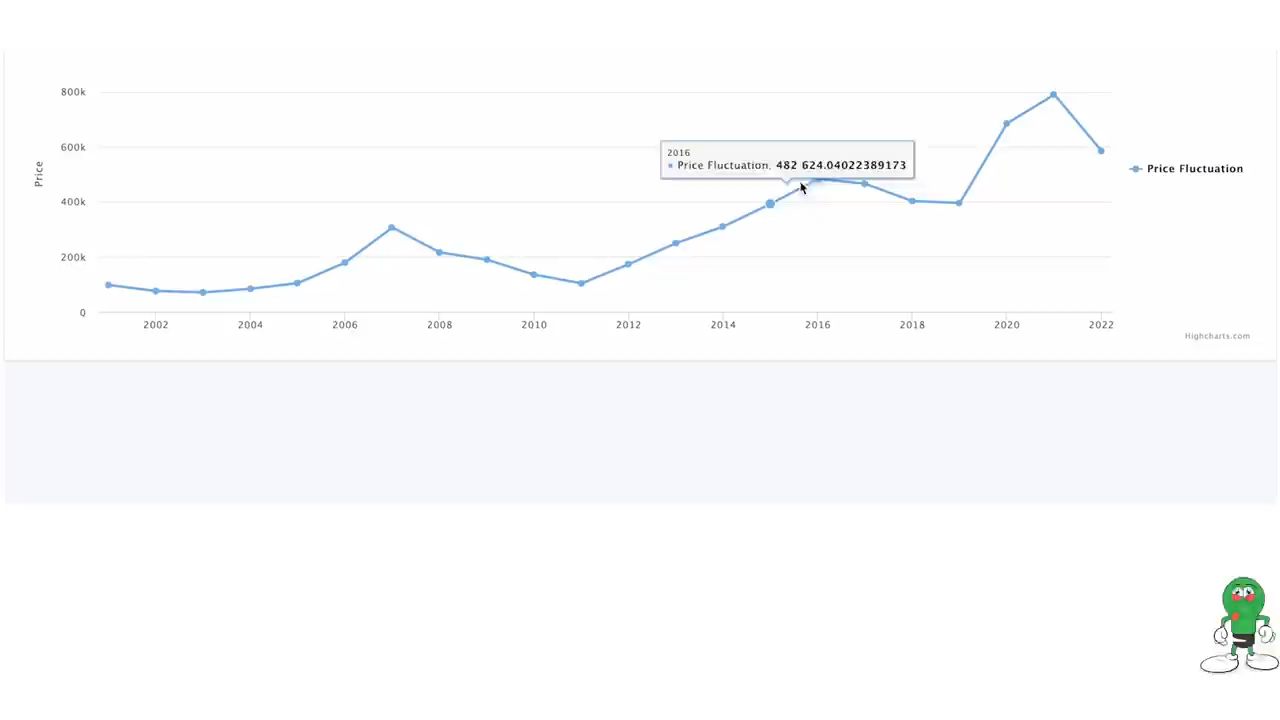 800k
600k
400k
200k
0
Price
2016
Price Fluctuation. 482 624.04022389173
Price Fluctuation
2002 2004 2006 2008 2010 2012 2014 2016 2018 2020 2022
Highcharts.com